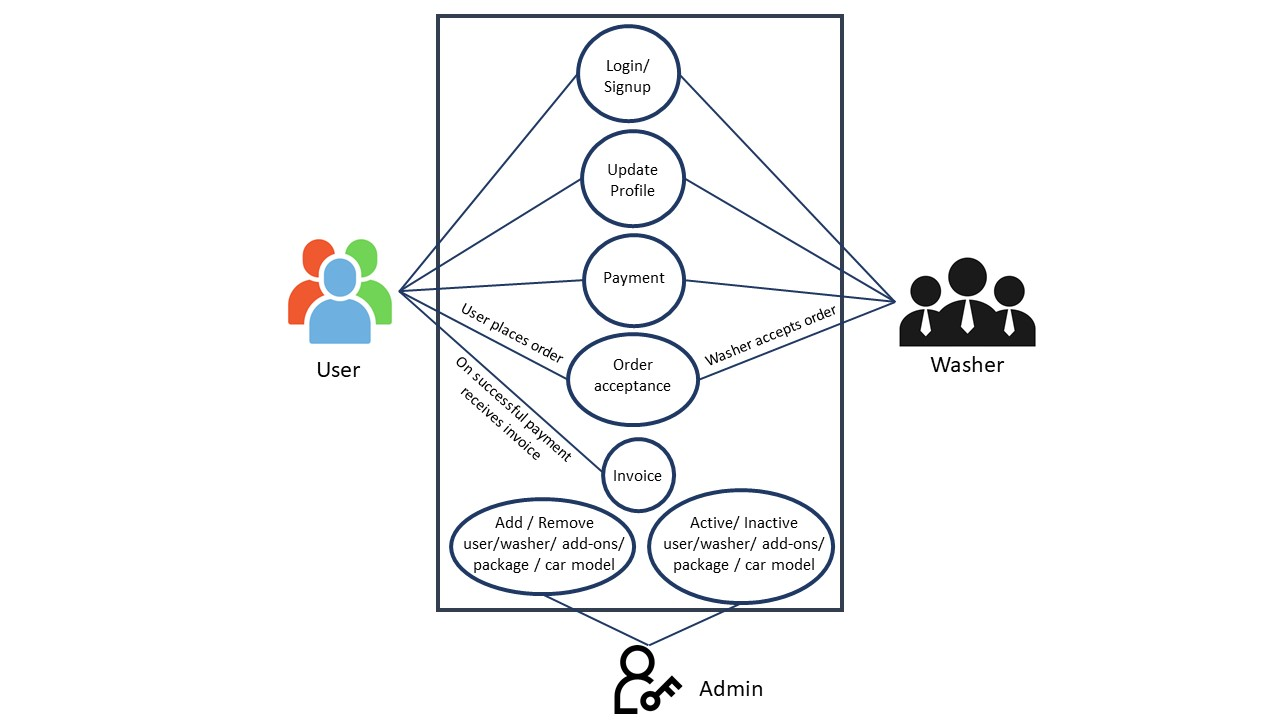 Login/
Signup
Update
Profile
Payment
User places order
Washer accepts order
Order
acceptance
User
Washer
On successful payment
receives invoice
Invoice
Add / Remove
user/washer/ add-ons/
package / car model
Active/ Inactive
user/washer/ add-ons/
package / car model
Admin